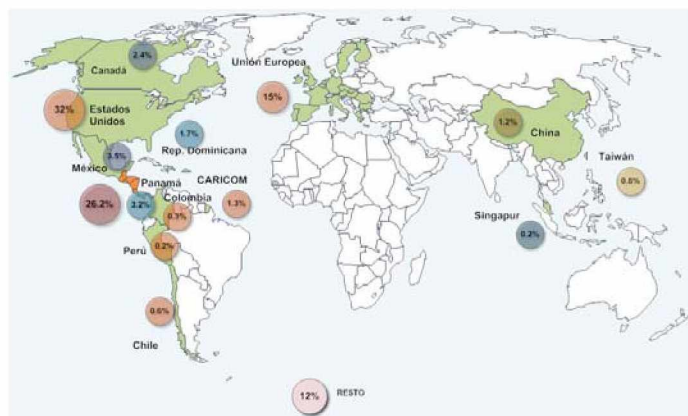 2.4%
Canadá
Unión Europea
15%
32%
Estados
Unidos
1.2%
China
1.7%
Rep. Dominicana
3.5%
México
Taiwán
0.8%
Panamá
CARICOM
26.2%
3.2%
Colombia
0.3%
1.3%
Singapur
0.2%
Perú
0.2%
0.6%
Chile
12%
RESTO